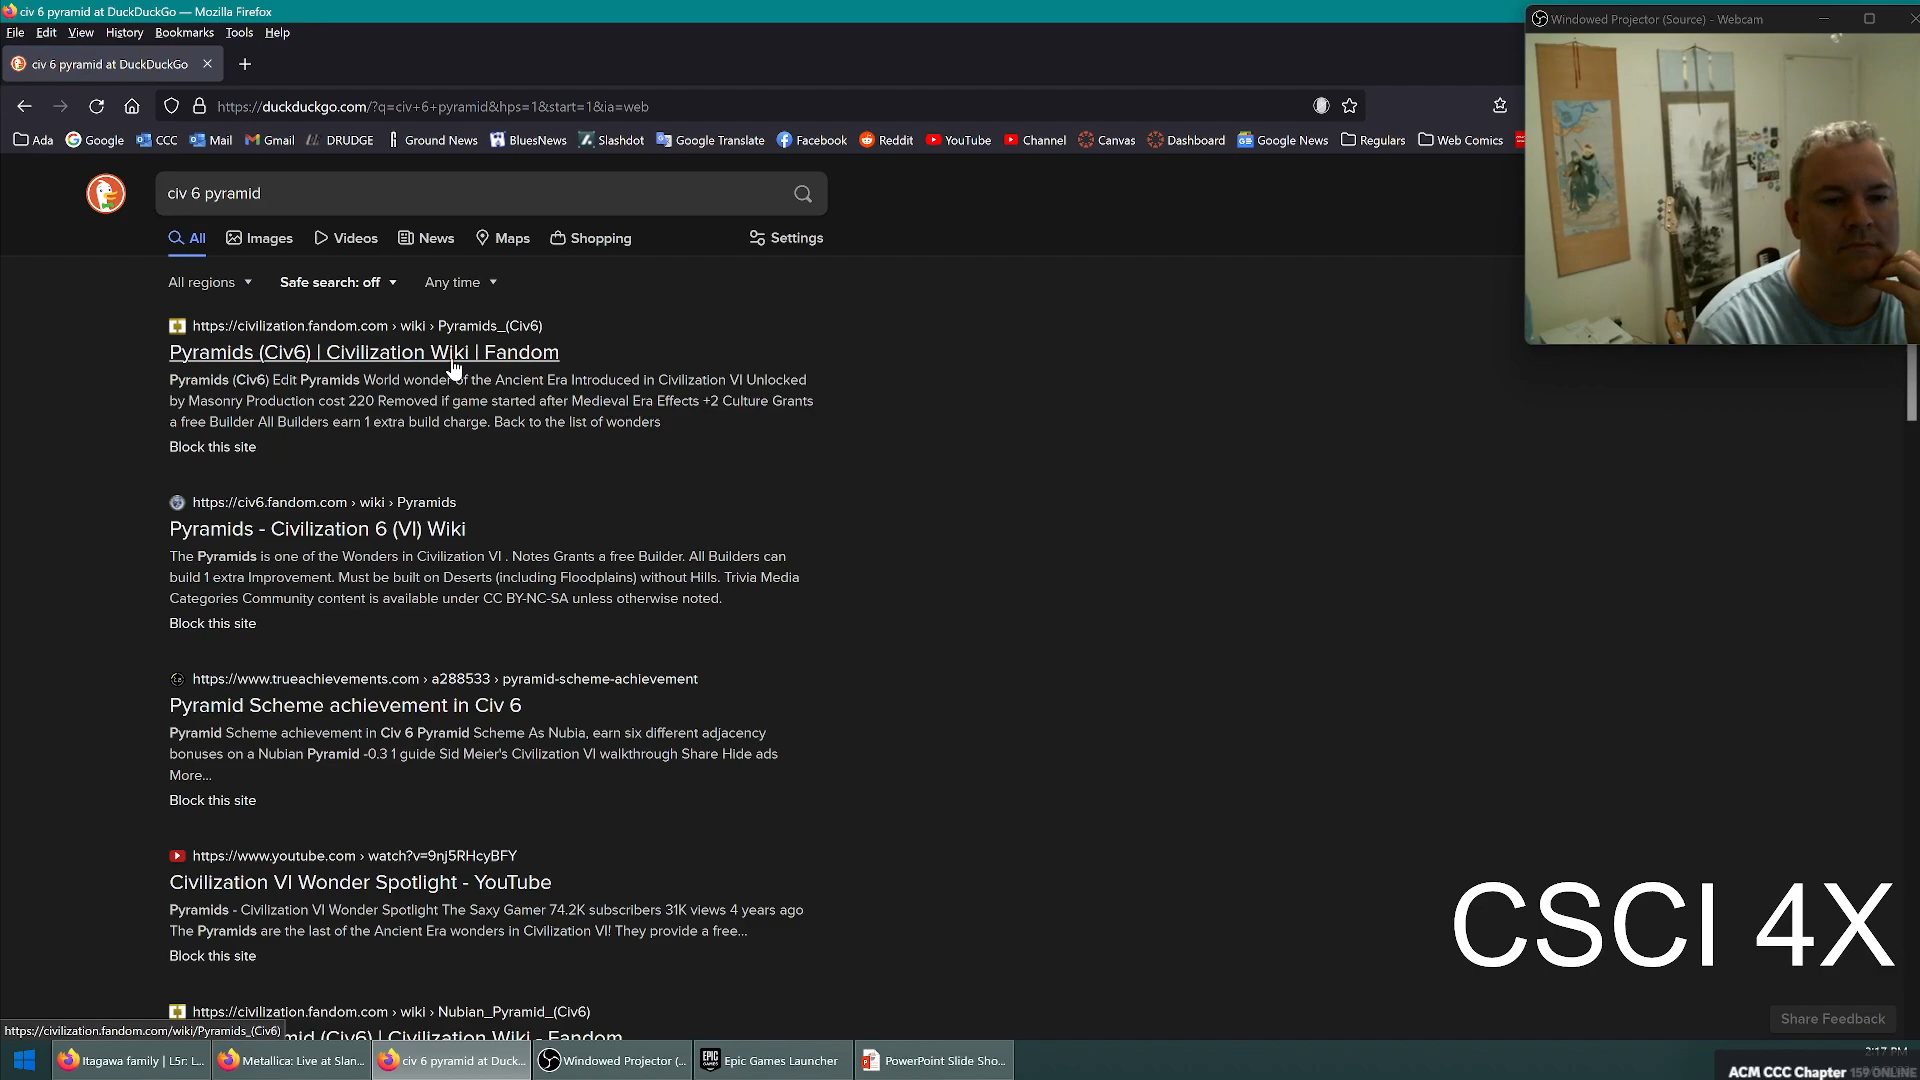 civ 6 pyramid at DuckDuckGo — Mozilla Firefox
File Edit View History Bookmarks Tools Help
civ 6 pyramid at DuckDuckGo
https://duckduckgo.com/?q=civ+6+pyramid&hps=1&start=1&ia=web
Ada Google CCC Mail Gmail DRUDGE Ground News BluesNews Slashdot Google Translate Facebook Reddit YouTube Channel Canvas Dashboard Google News Regulars Web Comics
Windowed Projector (Source) - Webcam
civ 6 pyramid
All Images Videos News Maps Shopping Settings
All regions Safe search: off Any time
https://civilization.fandom.com › wiki › Pyramids_(Civ6)
Pyramids (Civ6) | Civilization Wiki | Fandom
Pyramids (Civ6) Edit Pyramids World wonder of the Ancient Era Introduced in Civilization VI Unlocked
by Masonry Production cost 220 Removed if game started after Medieval Era Effects +2 Culture Grants
a free Builder All Builders earn 1 extra build charge. Back to the list of wonders
Block this site
https://civ6.fandom.com › wiki › Pyramids
Pyramids - Civilization 6 (VI) Wiki
The Pyramids is one of the Wonders in Civilization VI . Notes Grants a free Builder. All Builders can
build 1 extra Improvement. Must be built on Deserts (including Floodplains) without Hills. Trivia Media
Categories Community content is available under CC BY-NC-SA unless otherwise noted.
Block this site
https://www.trueachievements.com › a288533 › pyramid-scheme-achievement
Pyramid Scheme achievement in Civ 6
Pyramid Scheme achievement in Civ 6 Pyramid Scheme As Nubia, earn six different adjacency
bonuses on a Nubian Pyramid -0.3 1 guide Sid Meier's Civilization VI walkthrough Share Hide ads
More...
Block this site
https://www.youtube.com › watch?v=9nj5RHcyBFY
Civilization VI Wonder Spotlight - YouTube
Pyramids - Civilization VI Wonder Spotlight The Saxy Gamer 74.2K subscribers 31K views 4 years ago
The Pyramids are the last of the Ancient Era wonders in Civilization VI! They provide a free...
Block this site
CSCI 4X
https://civilization.fandom.com › wiki › Nubian_Pyramid_(Civ6)
mid (Civ6) | Civilization Wiki - Fandom
Share Feedback
https://civilization.fandom.com/wiki/Pyramids_(Civ6)
Itagawa family | L5r: L... Metallica: Live at Slan... civ 6 pyramid at Duck... Windowed Projector (... Epic Games Launcher PowerPoint Slide Sho...
2:17 PM
ACM CCC Chapter 159 ONLINE